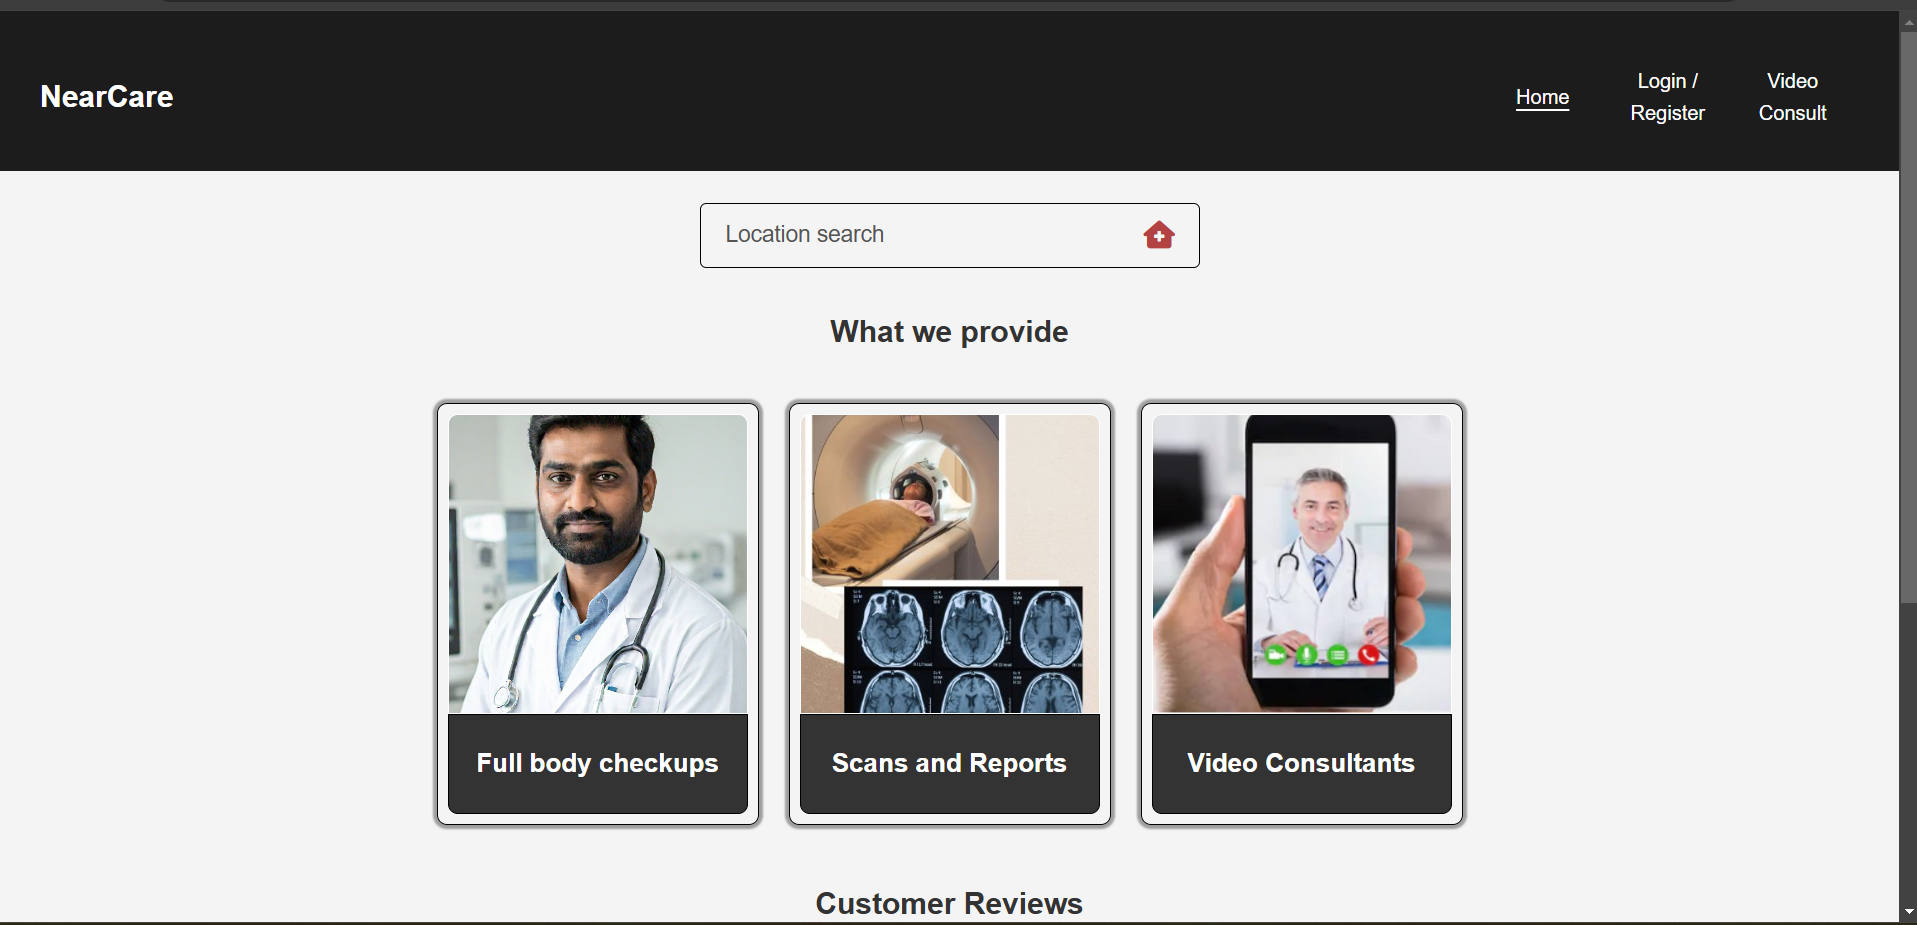 NearCare
Home
Login /
Register
Video
Consult
Location search
What we provide
Full body checkups
Scans and Reports
Video Consultants
Customer Reviews